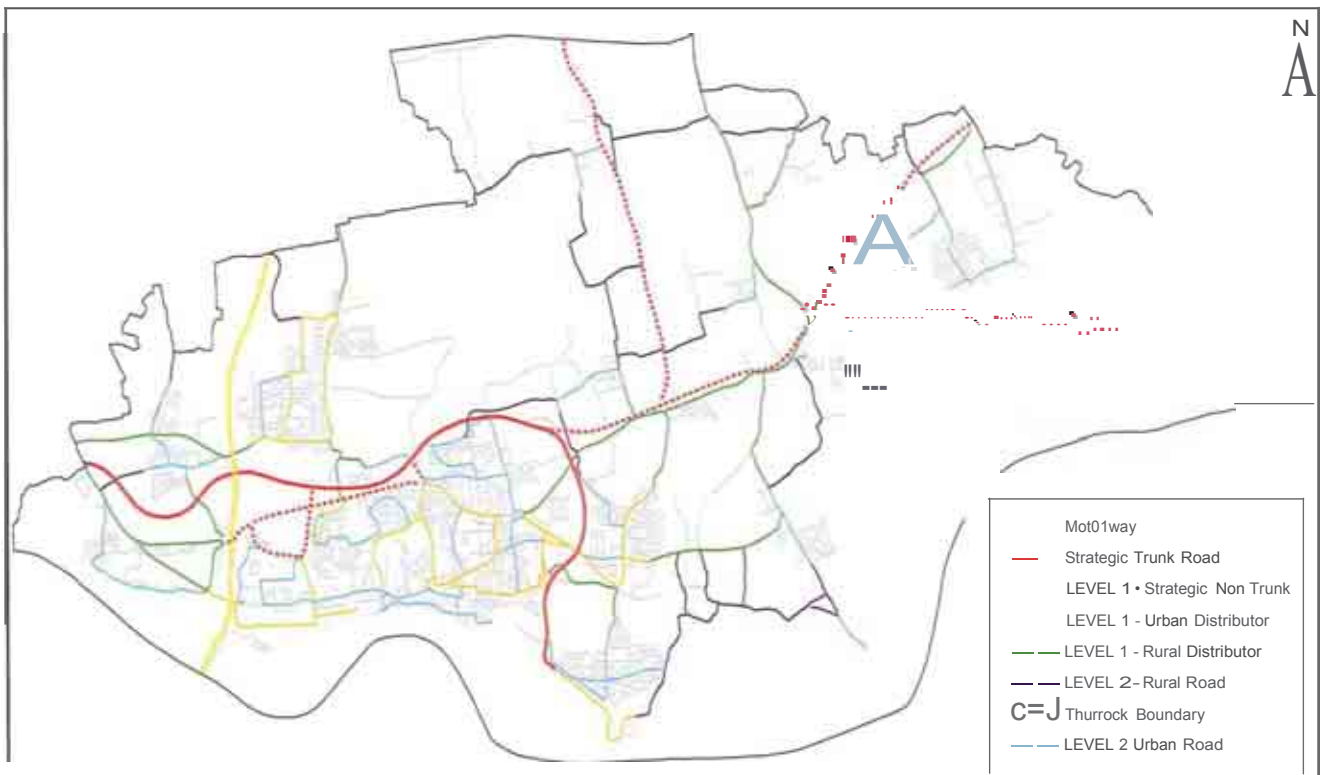 N
A
A
Mot01way
Strategic Trunk Road
LEVEL 1 • Strategic Non Trunk
LEVEL 1 - Urban Distributor
LEVEL 1 - Rural Distributor
LEVEL 2-Rural Road
c=J Thurrock Boundary
LEVEL 2 Urban Road